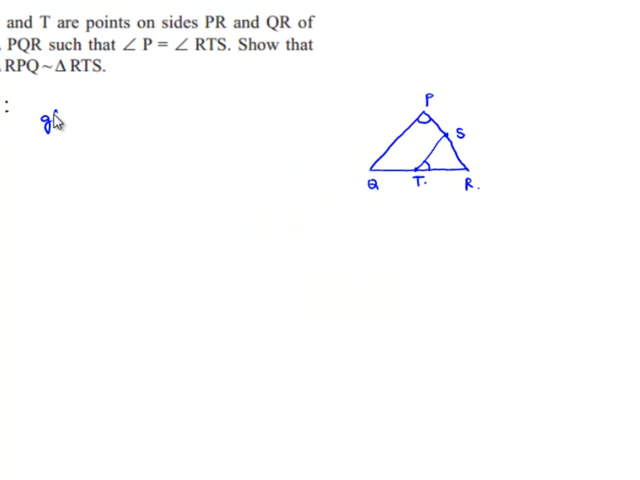 and T are points on sides PR and QR of
PQR such that ∠ P = ∠ RTS. Show that
RPQ ~ Δ RTS.
:
P
S
Q
T.
R.